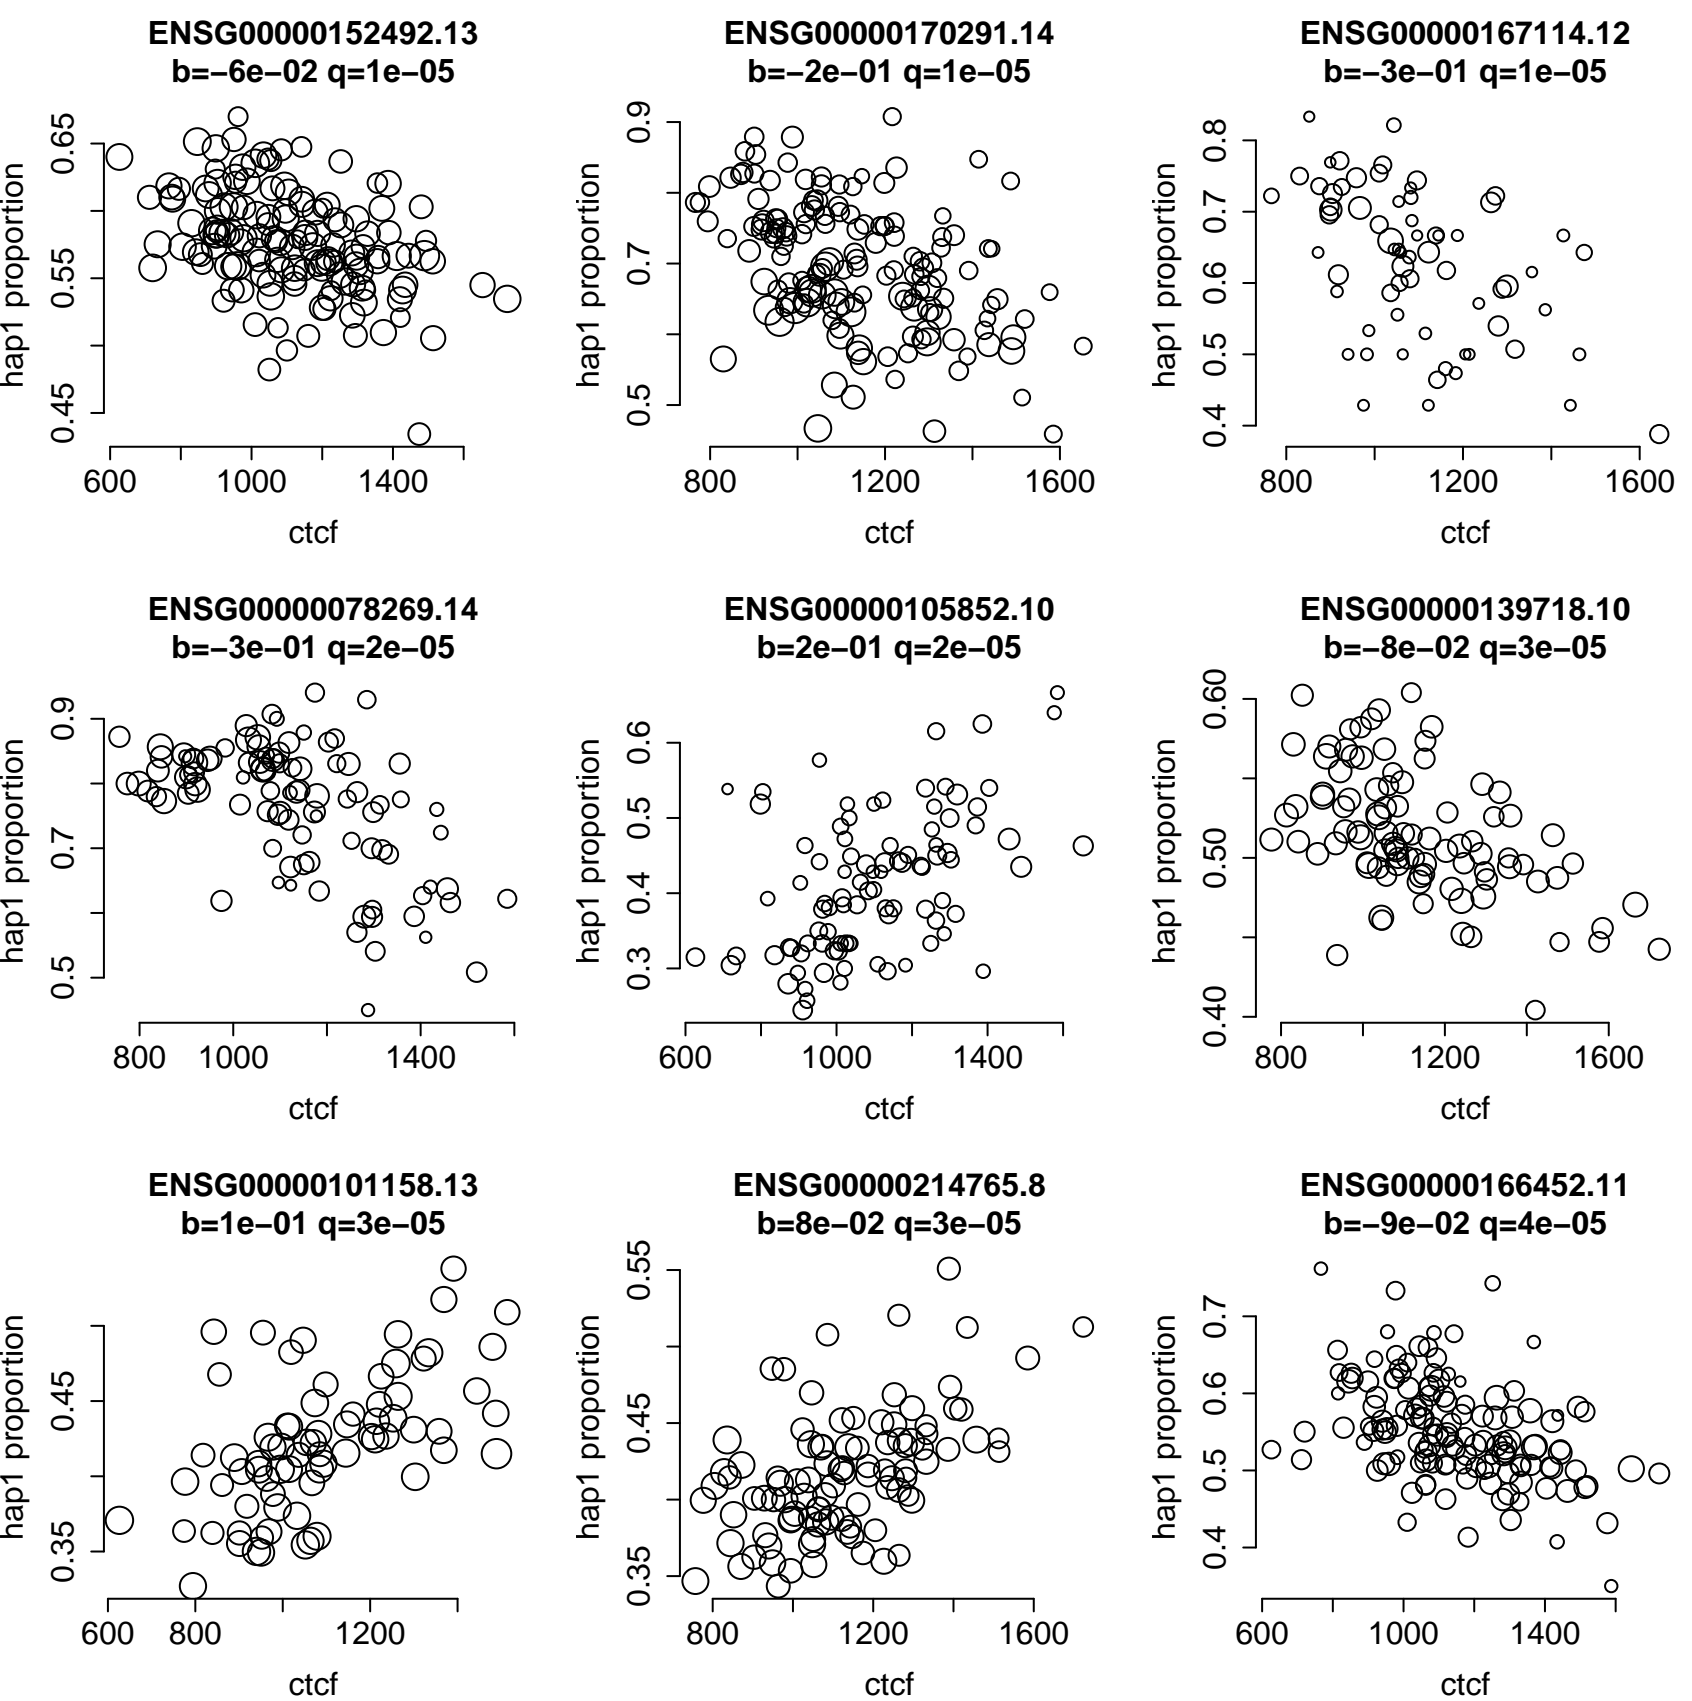 ENSG00000152492.13
b=−6e−02 q=1e−05
hap1 proportion
0.65
0.55
0.45
600 1000 1400
ctcf
ENSG00000170291.14
b=−2e−01 q=1e−05
hap1 proportion
0.9
0.7
0.5
800 1200 1600
ctcf
ENSG00000167114.12
b=−3e−01 q=1e−05
hap1 proportion
0.8
0.7
0.6
0.5
0.4
800 1200 1600
ctcf
ENSG00000078269.14
b=−3e−01 q=2e−05
hap1 proportion
0.9
0.7
0.5
800 1000 1400
ctcf
ENSG00000105852.10
b=2e−01 q=2e−05
hap1 proportion
0.6
0.5
0.4
0.3
600 1000 1400
ctcf
ENSG00000139718.10
b=−8e−02 q=3e−05
hap1 proportion
0.60
0.50
0.40
800 1200 1600
ctcf
ENSG00000101158.13
b=1e−01 q=3e−05
hap1 proportion
0.45
0.35
600 800 1200
ctcf
ENSG00000214765.8
b=8e−02 q=3e−05
hap1 proportion
0.55
0.45
0.35
800 1200 1600
ctcf
ENSG00000166452.11
b=−9e−02 q=4e−05
hap1 proportion
0.7
0.6
0.5
0.4
600 1000 1400
ctcf